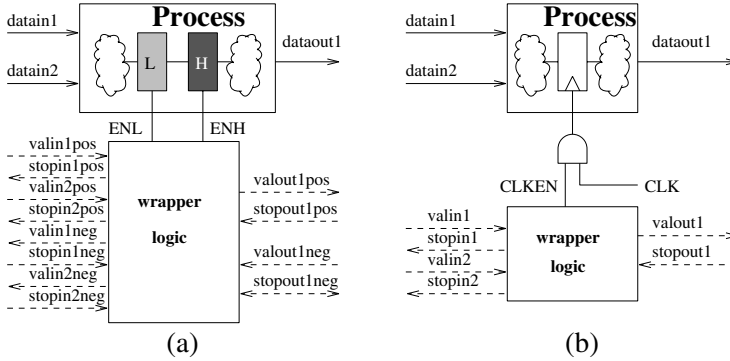 Process
datain1
datain2
dataout1
L
H
ENL
ENH
valin1pos
stopin1pos
valin2pos
stopin2pos
valin1neg
stopin1neg
valin2neg
stopin2neg
wrapper
logic
valout1pos
stopout1pos
valout1neg
stopout1neg
(a)
Process
datain1
datain2
dataout1
CLKEN
CLK
valin1
stopin1
valin2
stopin2
wrapper
logic
valout1
stopout1
(b)